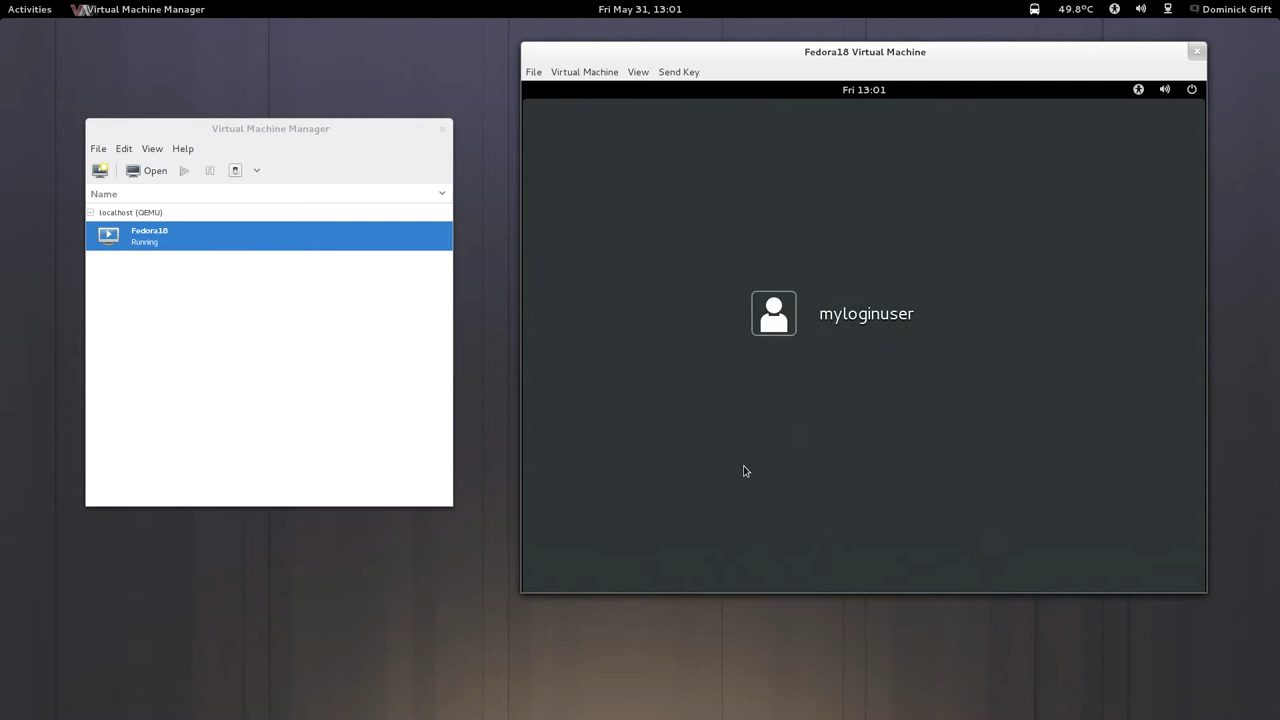 Activities Virtual Machine Manager Fri May 31, 13:01 49.8°C Dominick Grift
Virtual Machine Manager
File Edit View Help
Open
Name
localhost (QEMU)
Fedora18
Running
Fedora18 Virtual Machine
File Virtual Machine View Send Key
Fri 13:01
myloginuser